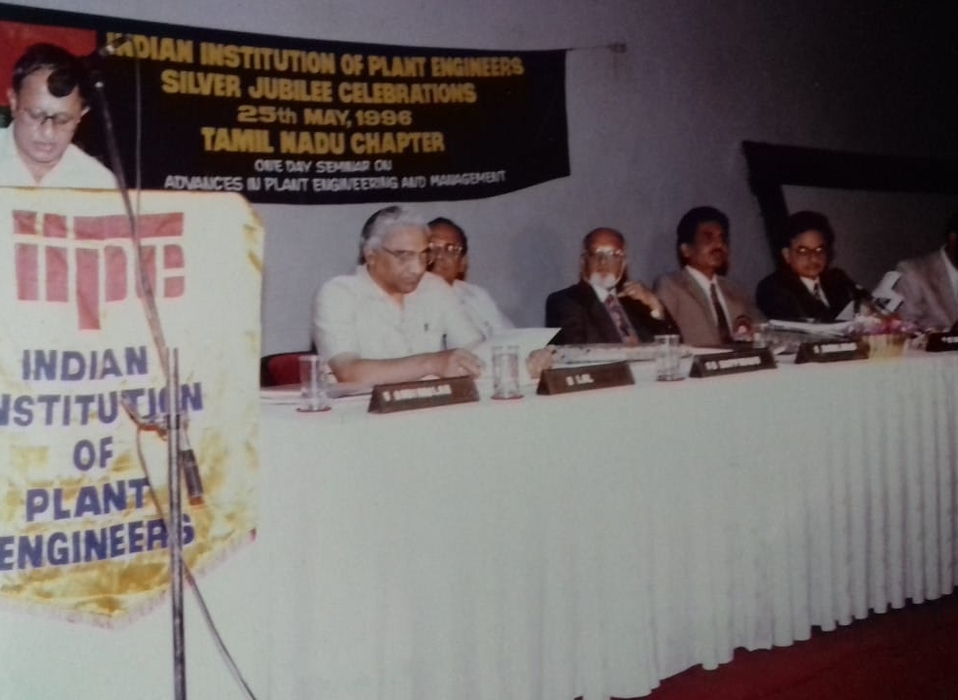 INDIAN INSTITUTION OF PLANT ENGINEERS
SILVER JUBILEE CELEBRATIONS
25th MAY, 1996
TAMIL NADU CHAPTER
ONE DAY SEMINAR ON
ADVANCES IN PLANT ENGINEERING AND MANAGEMENT
iipe
INDIAN
INSTITUTION
OF
PLANT
ENGINEERS
LAL